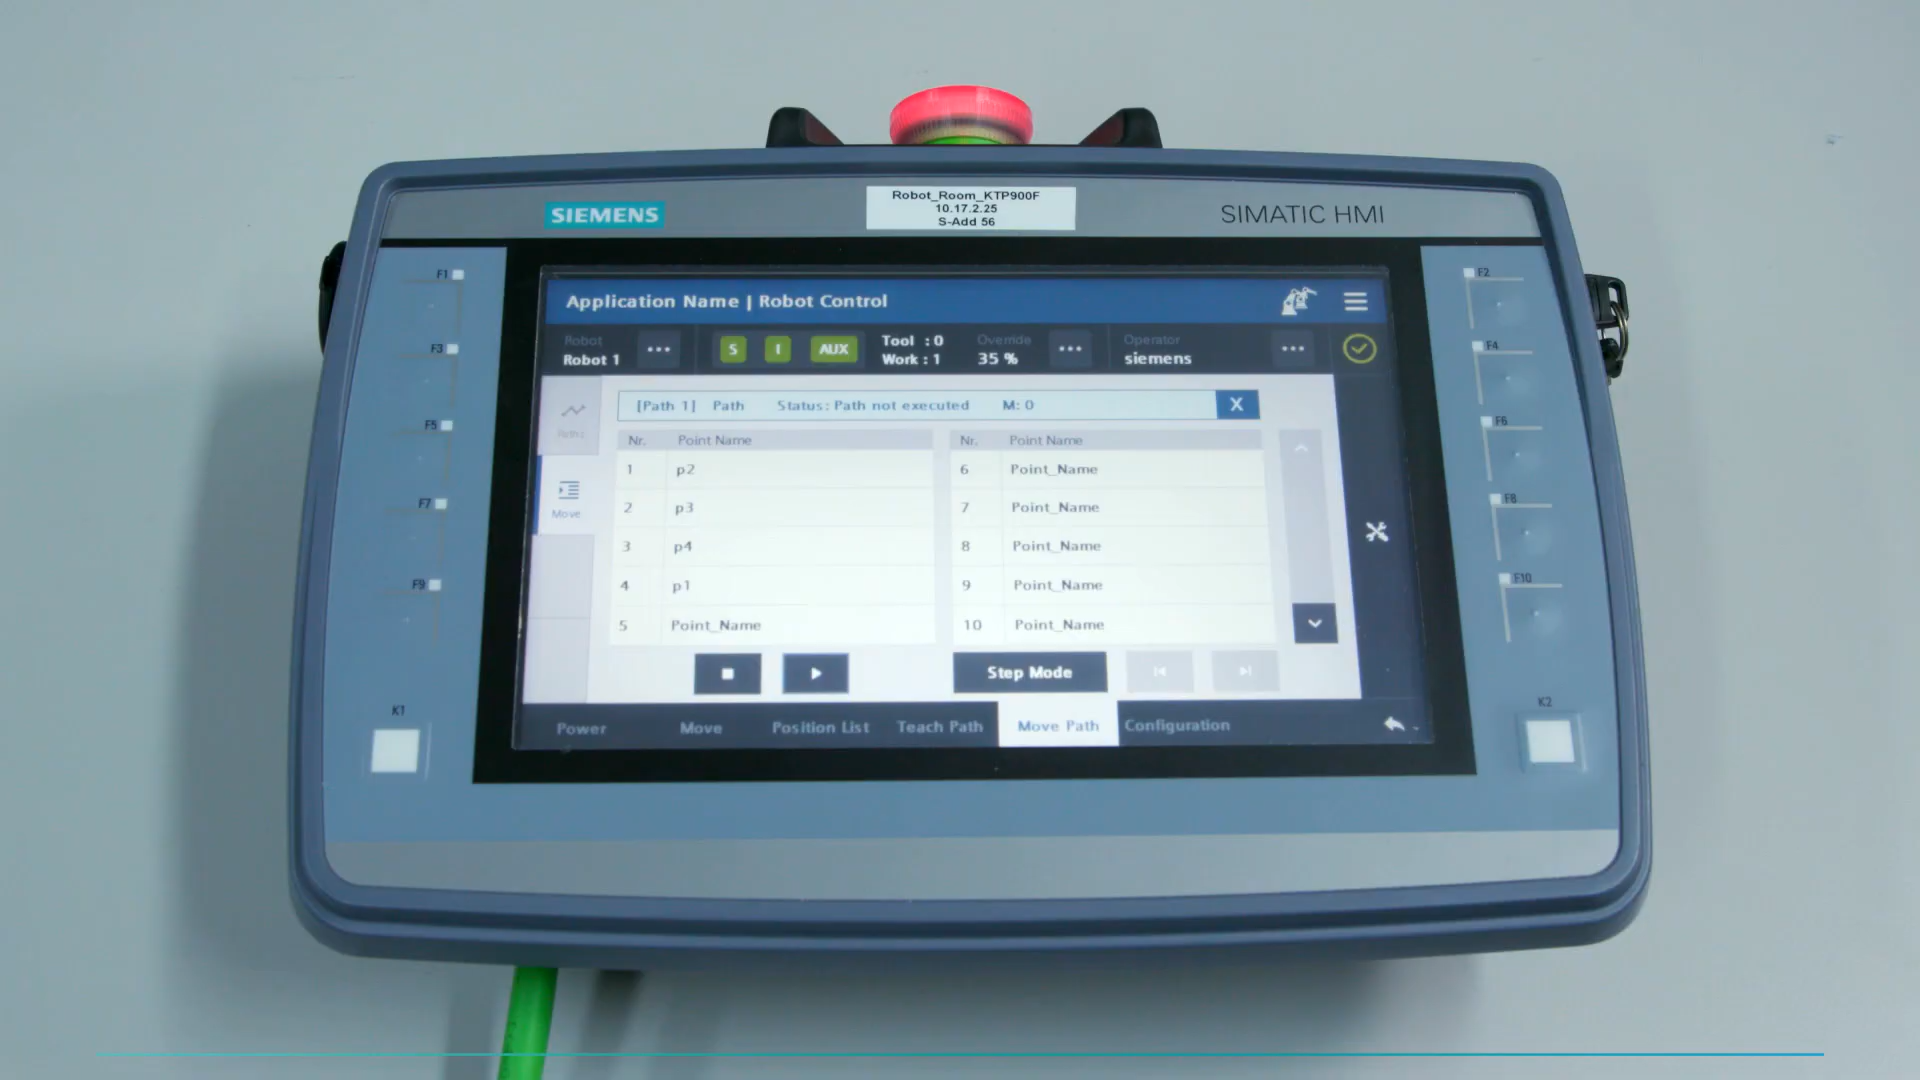 Robot_Room_KTP900F
10.17.2.25
S-Add 56
SIEMENS
SIMATIC HMI
F1
F2
F3
F4
F5
F6
F7
F8
F9
F10
K1
K2
Application Name | Robot Control
Robot
Robot 1
S I AUX
Tool : 0
Work : 1
Override
35 %
Operator
siemens
[Path 1] Path Status: Path not executed M: 0 X
Move
Nr. Point Name Nr. Point Name
1 p2 6 Point_Name
2 p3 7 Point_Name
3 p4 8 Point_Name
4 p1 9 Point_Name
5 Point_Name 10 Point_Name
Step Mode
Power Move Position List Teach Path Move Path Configuration